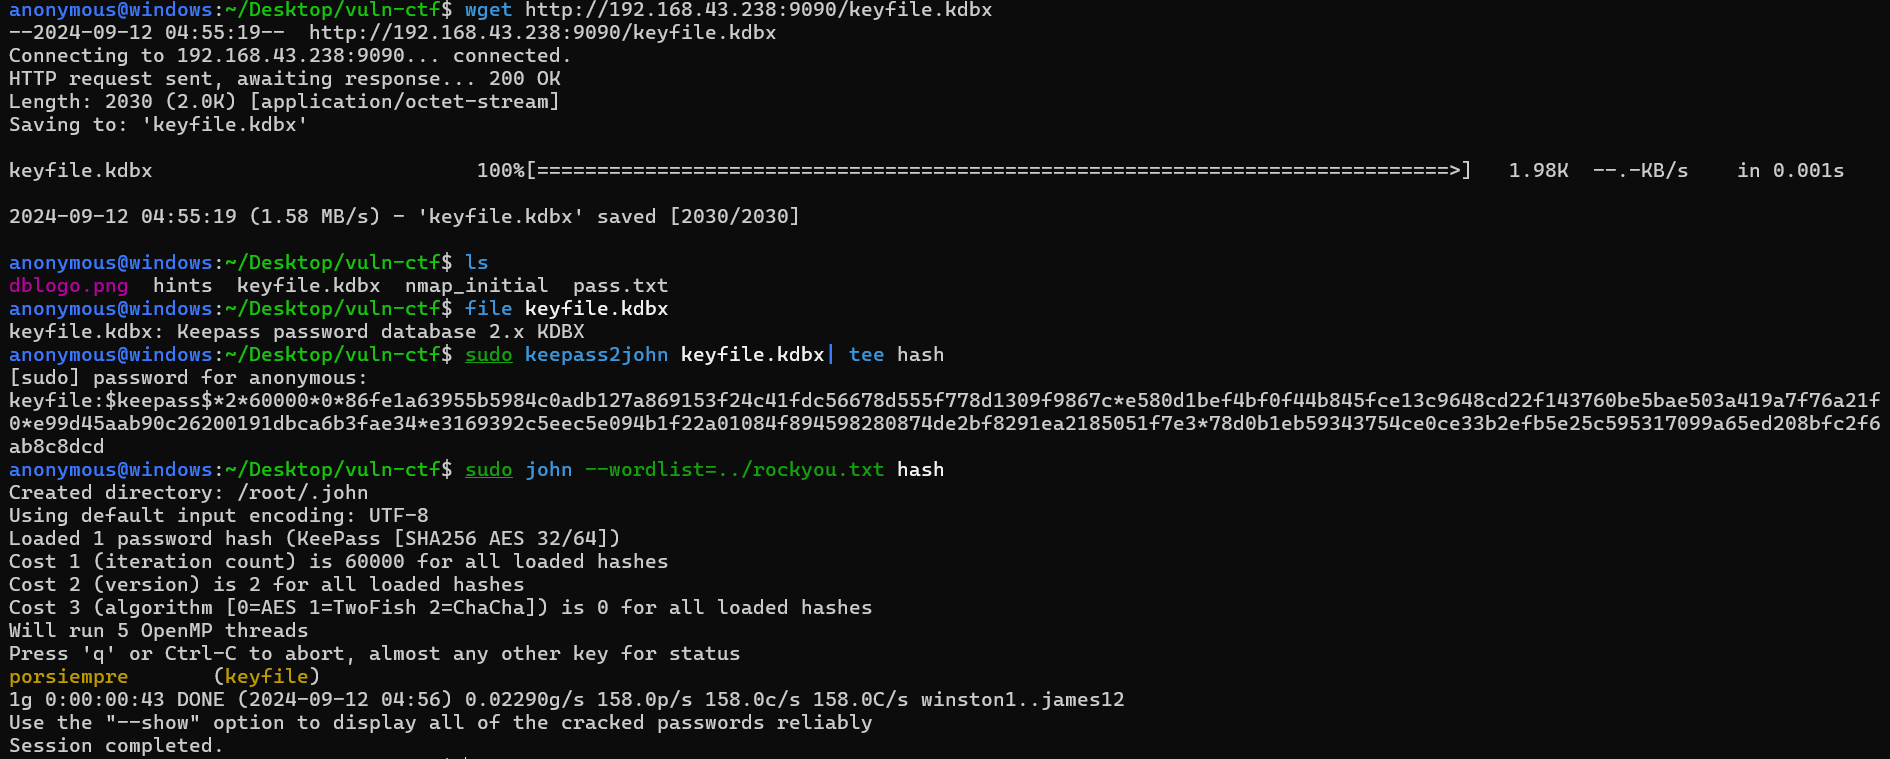 anonymous@windows:~/Desktop/vuln-ctf$ wget http://192.168.43.238:9090/keyfile.kdbx
--2024-09-12 04:55:19--  http://192.168.43.238:9090/keyfile.kdbx
Connecting to 192.168.43.238:9090... connected.
HTTP request sent, awaiting response... 200 OK
Length: 2030 (2.0K) [application/octet-stream]
Saving to: 'keyfile.kdbx'
keyfile.kdbx                           100%[============================================================================>]   1.98K  --.-KB/s    in 0.001s
2024-09-12 04:55:19 (1.58 MB/s) - 'keyfile.kdbx' saved [2030/2030]
anonymous@windows:~/Desktop/vuln-ctf$ ls
dblogo.png  hints  keyfile.kdbx  nmap_initial  pass.txt
anonymous@windows:~/Desktop/vuln-ctf$ file keyfile.kdbx
keyfile.kdbx: Keepass password database 2.x KDBX
anonymous@windows:~/Desktop/vuln-ctf$ sudo keepass2john keyfile.kdbx| tee hash
[sudo] password for anonymous:
keyfile:$keepass$*2*60000*0*86fe1a63955b5984c0adb127a869153f24c41fdc56678d555f778d1309f9867c*e580d1bef4bf0f44b845fce13c9648cd22f143760be5bae503a419a7f76a21f
0*e99d45aab90c26200191dbca6b3fae34*e3169392c5eec5e094b1f22a01084f894598280874de2bf8291ea2185051f7e3*78d0b1eb59343754ce0ce33b2efb5e25c595317099a65ed208bfc2f6
ab8c8dcd
anonymous@windows:~/Desktop/vuln-ctf$ sudo john --wordlist=../rockyou.txt hash
Created directory: /root/.john
Using default input encoding: UTF-8
Loaded 1 password hash (KeePass [SHA256 AES 32/64])
Cost 1 (iteration count) is 60000 for all loaded hashes
Cost 2 (version) is 2 for all loaded hashes
Cost 3 (algorithm [0=AES 1=TwoFish 2=ChaCha]) is 0 for all loaded hashes
Will run 5 OpenMP threads
Press 'q' or Ctrl-C to abort, almost any other key for status
porsiempre       (keyfile)
1g 0:00:00:43 DONE (2024-09-12 04:56) 0.02290g/s 158.0p/s 158.0c/s 158.0C/s winston1..james12
Use the "--show" option to display all of the cracked passwords reliably
Session completed.